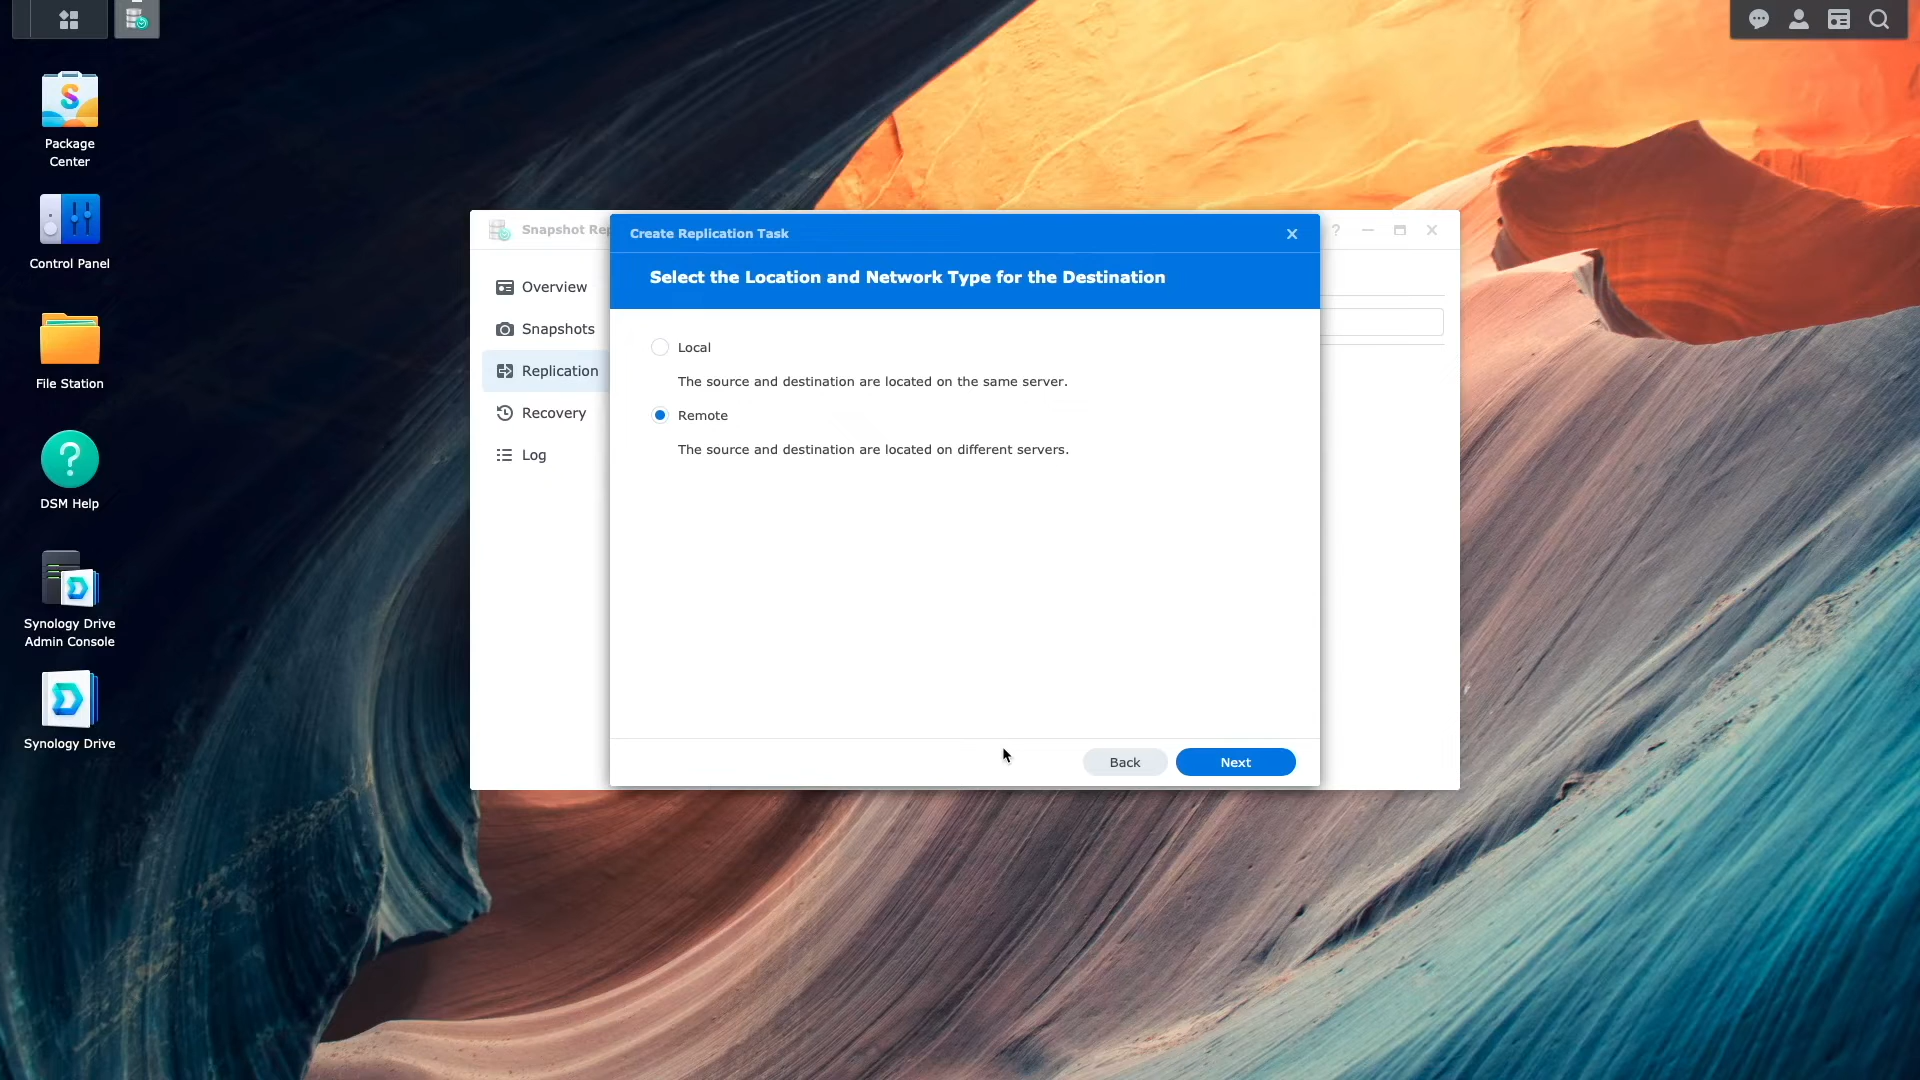 Package
Center
Control Panel
File Station
DSM Help
Synology Drive
Admin Console
Synology Drive
Snapshot Rep
?
Overview
Snapshots
Replication
Recovery
Log
Create Replication Task
Select the Location and Network Type for the Destination
Local
The source and destination are located on the same server.
Remote
The source and destination are located on different servers.
Back
Next